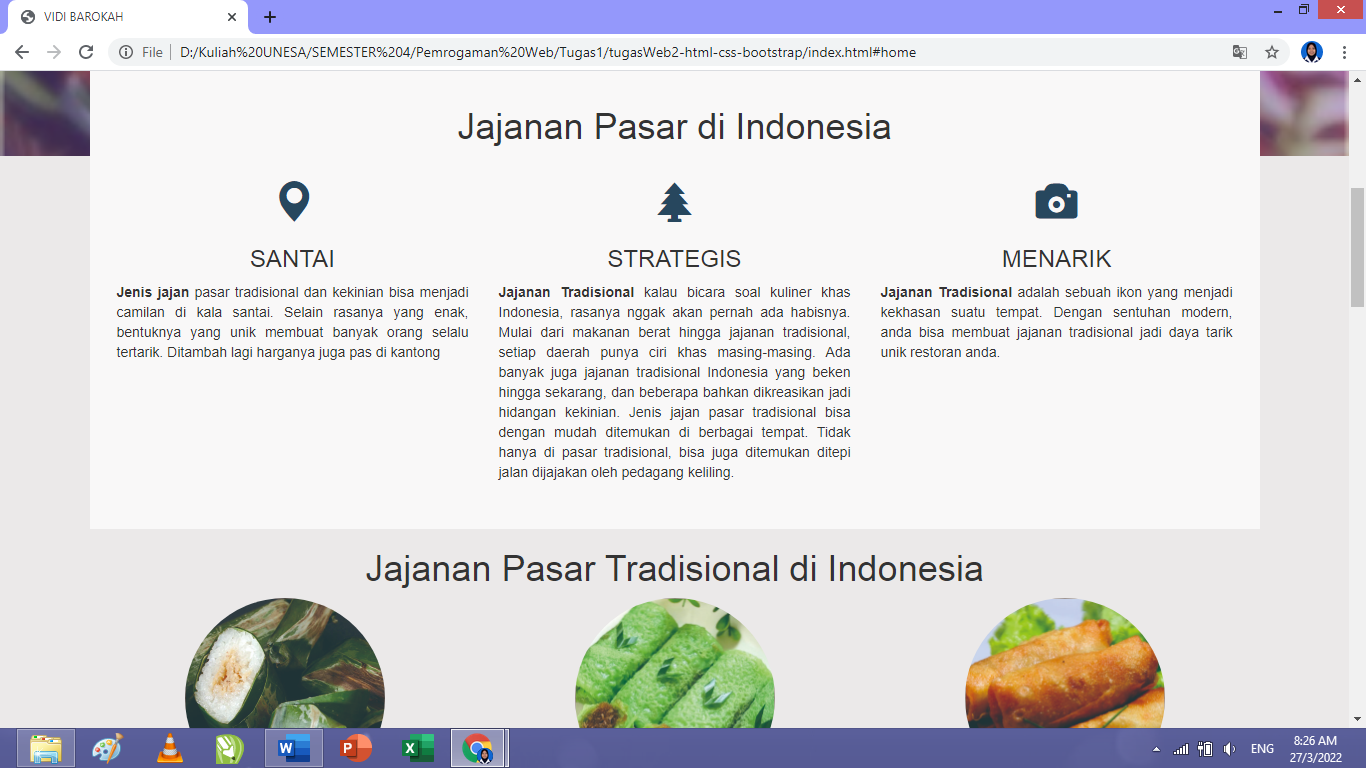 VIDI BAROKAH
File
D:/Kuliah%20UNESA/SEMESTER%204/Pemrogaman%20Web/Tugas1/tugasWeb2-html-css-bootstrap/index.html#home
Jajanan Pasar di Indonesia
SANTAI
Jenis jajan pasar tradisional dan kekinian bisa menjadi
camilan di kala santai. Selain rasanya yang enak,
bentuknya yang unik membuat banyak orang selalu
tertarik. Ditambah lagi harganya juga pas di kantong
STRATEGIS
Jajanan Tradisional kalau bicara soal kuliner khas
Indonesia, rasanya nggak akan pernah ada habisnya.
Mulai dari makanan berat hingga jajanan tradisional,
setiap daerah punya ciri khas masing-masing. Ada
banyak juga jajanan tradisional Indonesia yang beken
hingga sekarang, dan beberapa bahkan dikreasikan jadi
hidangan kekinian. Jenis jajan pasar tradisional bisa
dengan mudah ditemukan di berbagai tempat. Tidak
hanya di pasar tradisional, bisa juga ditemukan ditepi
jalan dijajakan oleh pedagang keliling.
MENARIK
Jajanan Tradisional adalah sebuah ikon yang menjadi
kekhasan suatu tempat. Dengan sentuhan modern,
anda bisa membuat jajanan tradisional jadi daya tarik
unik restoran anda.
Jajanan Pasar Tradisional di Indonesia
ENG
8:26 AM
27/3/2022